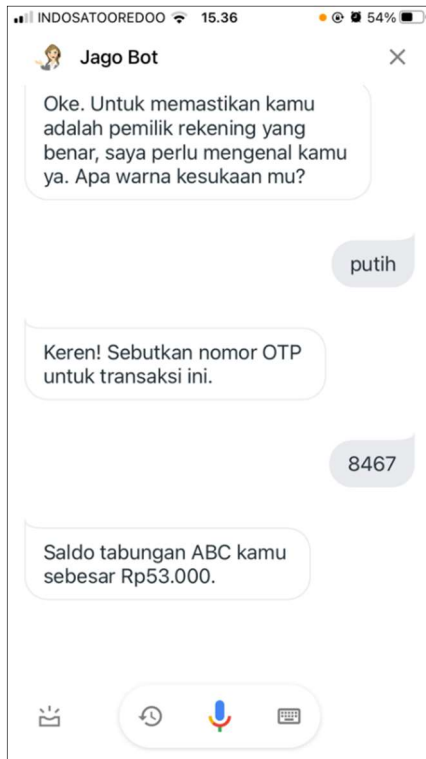 INDOSATOOREDOO 15.36 54%
Jago Bot
Oke. Untuk memastikan kamu
adalah pemilik rekening yang
benar, saya perlu mengenal kamu
ya. Apa warna kesukaan mu?
putih
Keren! Sebutkan nomor OTP
untuk transaksi ini.
8467
Saldo tabungan ABC kamu
sebesar Rp53.000.